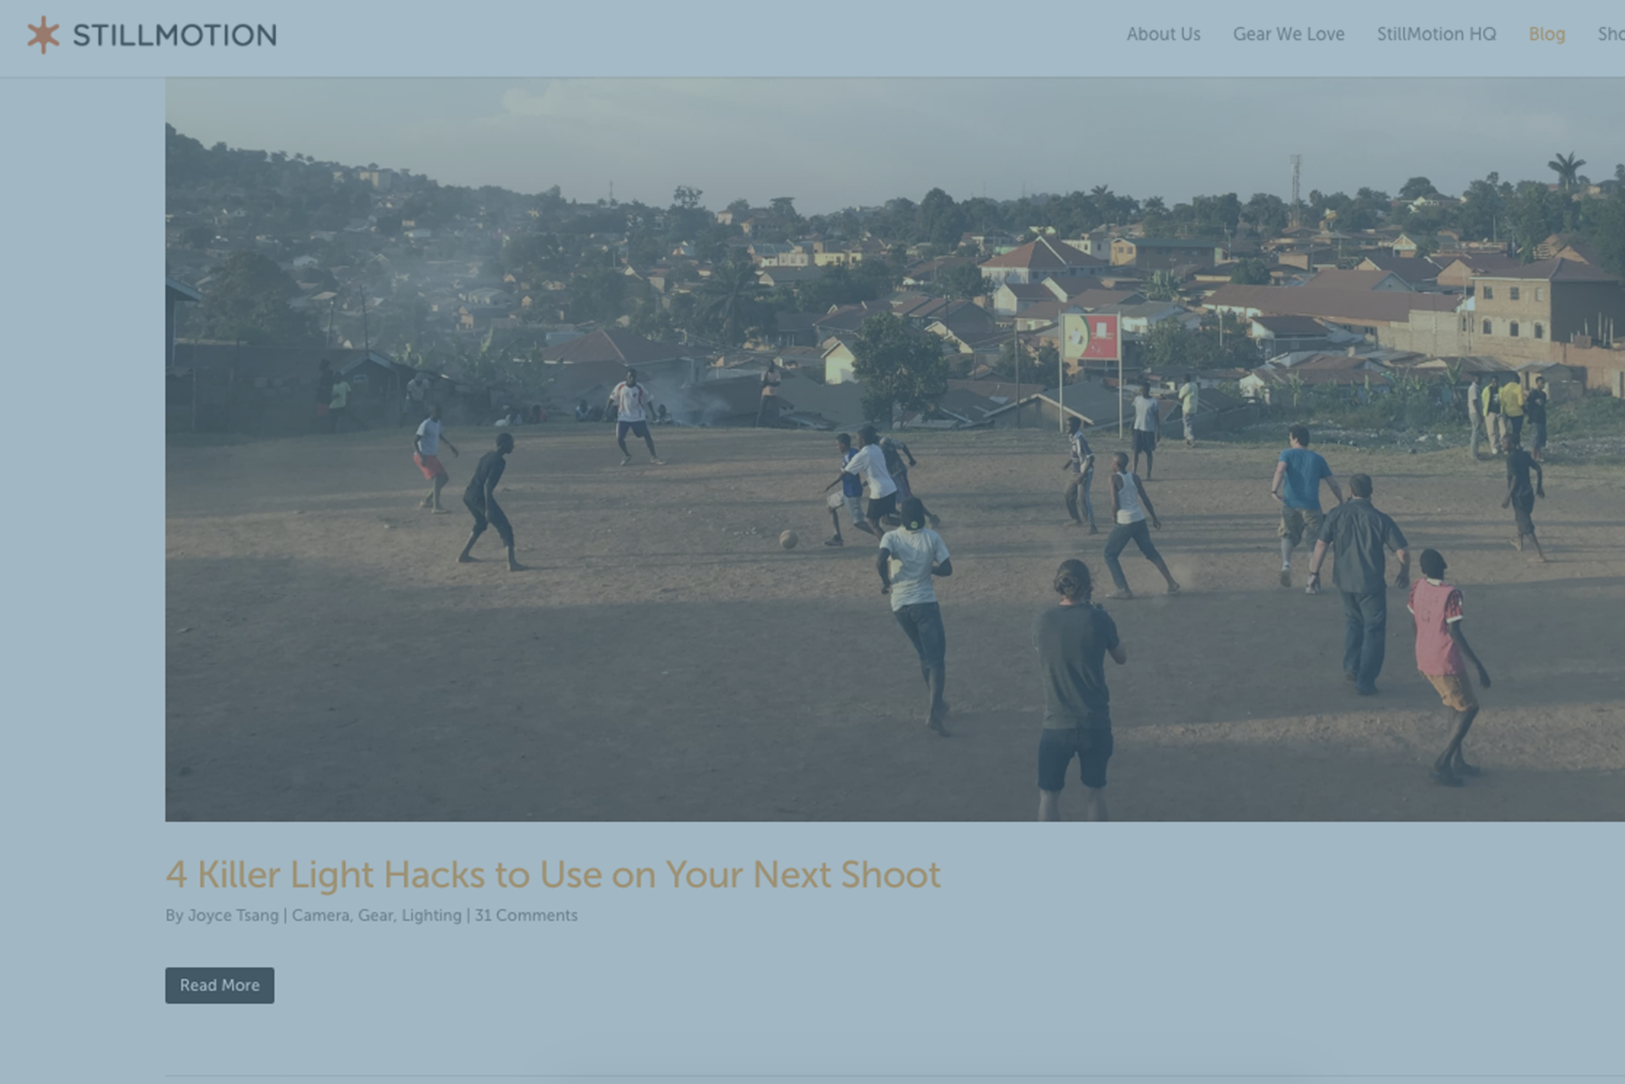 STILLMOTION
About Us Gear We Love StillMotion HQ Blog
4 Killer Light Hacks to Use on Your Next Shoot
By Joyce Tsang | Camera, Gear, Lighting | 31 Comments
Read More